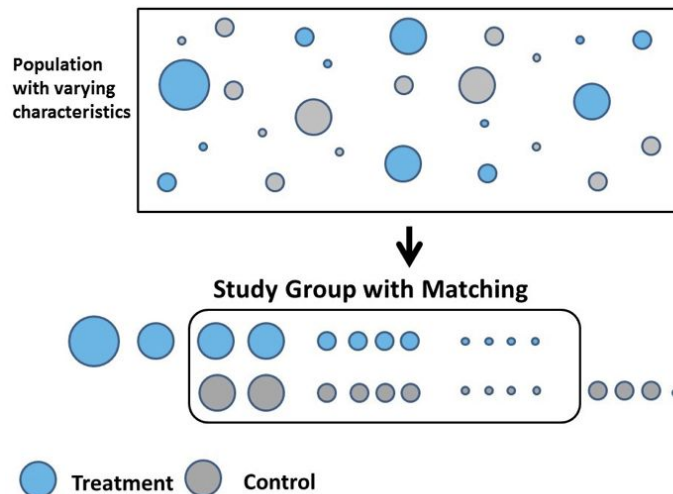 Population
with varying
characteristics
Study Group with Matching
Treatment
Control